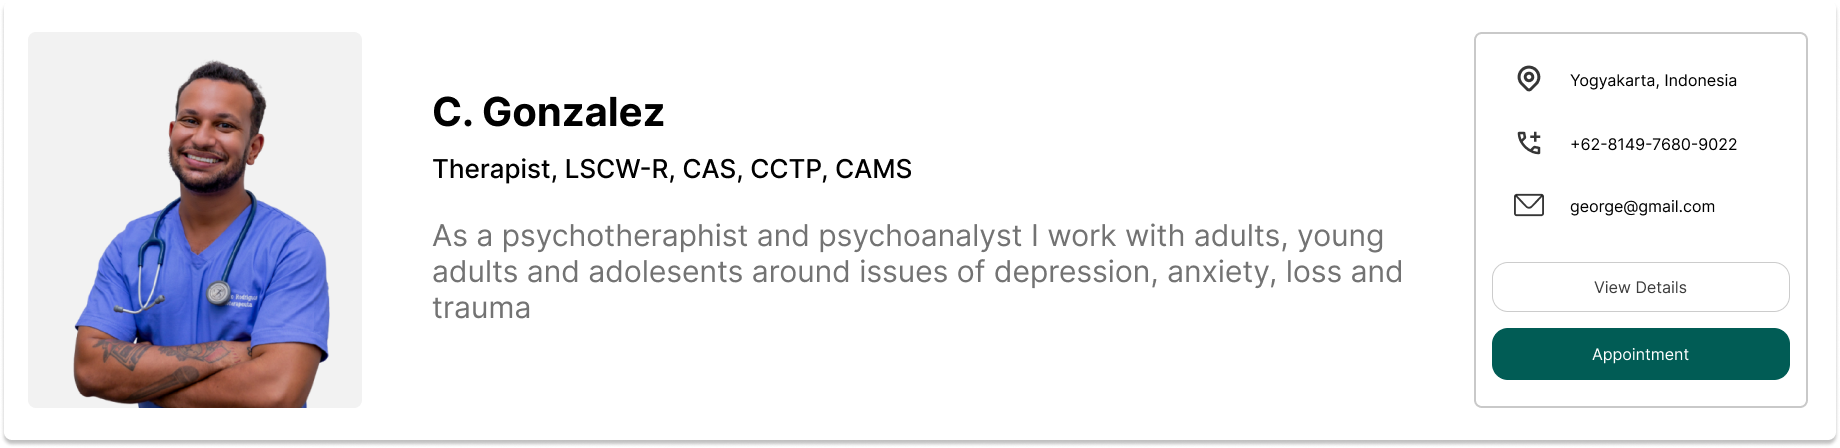 C. Gonzalez
Therapist, LSCW-R, CAS, CCTP, CAMS
As a psychotheraphist and psychoanalyst I work with adults, young
adults and adolesents around issues of depression, anxiety, loss and
trauma
Yogyakarta, Indonesia
+62-8149-7680-9022
george@gmail.com
View Details
Appointment